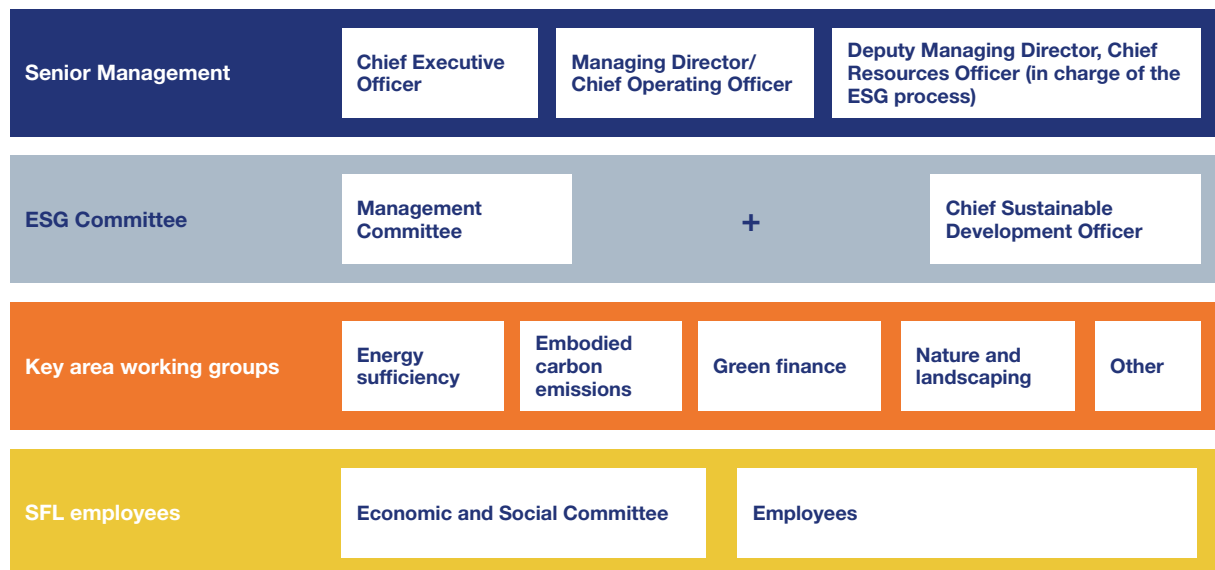 Senior Management
Chief Executive
Officer
Managing Director/
Chief Operating Officer
Deputy Managing Director, Chief
Resources Officer (in charge of the
ESG process)
ESG Committee
Management
Committee
+
Chief Sustainable
Development Officer
Key area working groups
Energy
sufficiency
Embodied
carbon
emissions
Green finance
Nature and
landscaping
Other
SFL employees
Economic and Social Committee
Employees